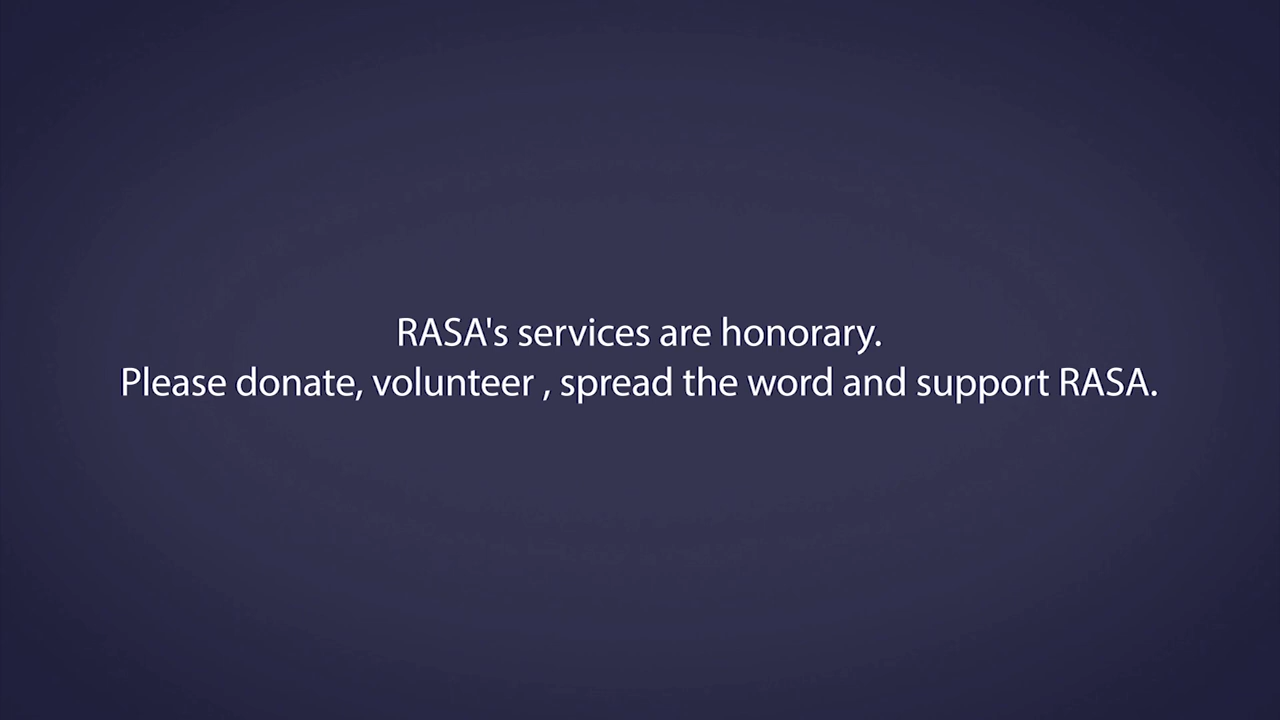 RASA's services are honorary.
Please donate, volunteer , spread the word and support RASA.